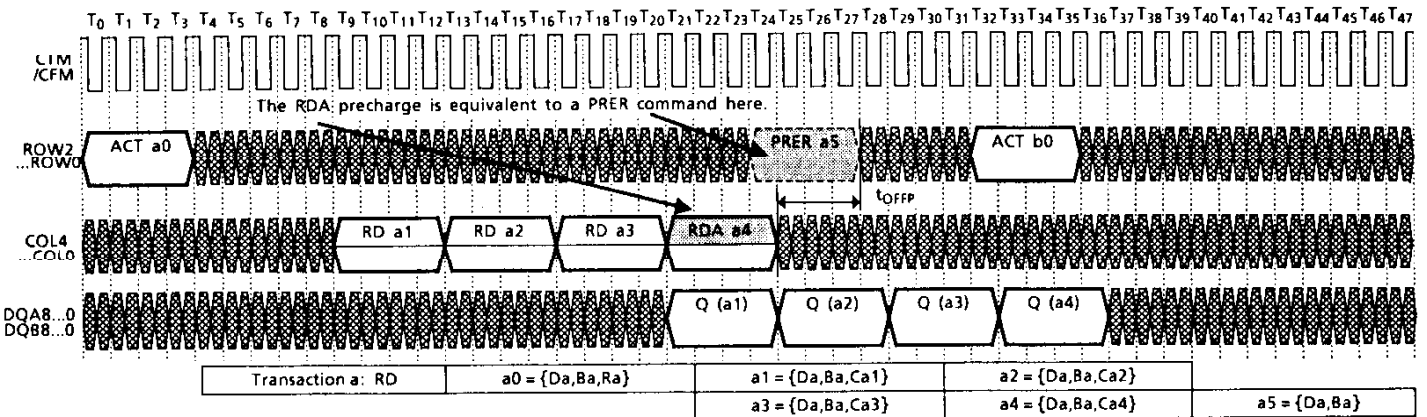 T0 T1 T2 T3 T4 T5 T6 T7 T8 T9 T10 T11 T12 T13 T14 T15 T16 T17 T18 T19 T20 T21 T22 T23 T24 T25 T26 T27 T28 T29 T30 T31 T32 T33 T34 T35 T36 T37 T38 T39 T40 T41 T42 T43 T44 T45 T46 T47
CTM
/CFM
The RDA precharge is equivalent to a PRER command here.
ROW2
...ROW0
ACT a0
PRER a5
ACT b0
tOFFP
COL4
...COL0
RD a1
RD a2
RD a3
RDA a4
DQA8...0
DQB8...0
Q (a1)
Q (a2)
Q (a3)
Q (a4)
Transaction a: RD
a0 = {Da,Ba,Ra}
a1 = {Da,Ba,Ca1}
a2 = {Da,Ba,Ca2}
a3 = {Da,Ba,Ca3}
a4 = {Da,Ba,Ca4}
a5 = {Da,Ba}